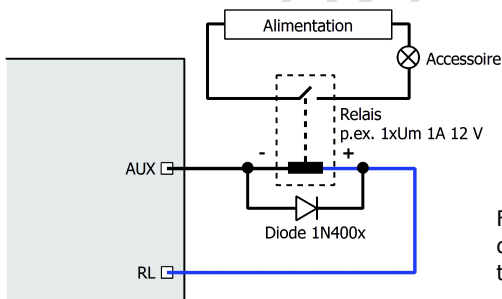 Alimentation
Accessoire
Relais
p.ex. 1xUm 1A 12 V
- +
AUX
Diode 1N400x
RL